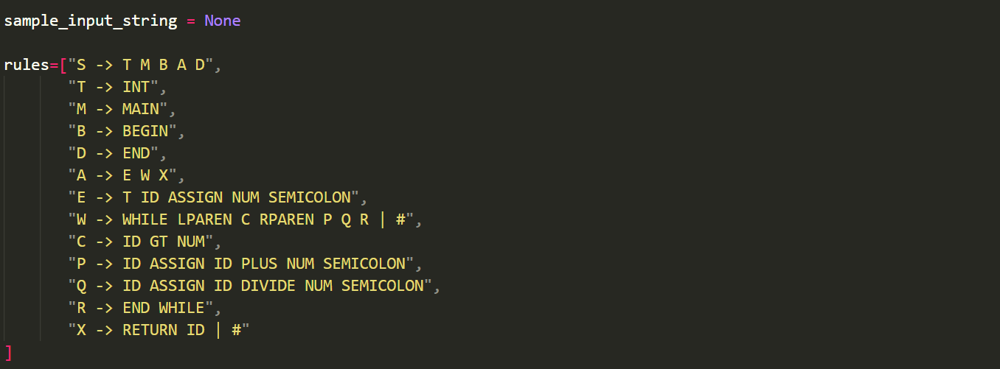 sample_input_string = None
rules=["S -> T M B A D",
"T -> INT",
"M -> MAIN",
"B -> BEGIN",
"D -> END",
"A -> E W X",
"E -> T ID ASSIGN NUM SEMICOLON",
"W -> WHILE LPAREN C RPAREN P Q R | #",
"C -> ID GT NUM",
"P -> ID ASSIGN ID PLUS NUM SEMICOLON",
"Q -> ID ASSIGN ID DIVIDE NUM SEMICOLON",
"R -> END WHILE",
"X -> RETURN ID | #"
]